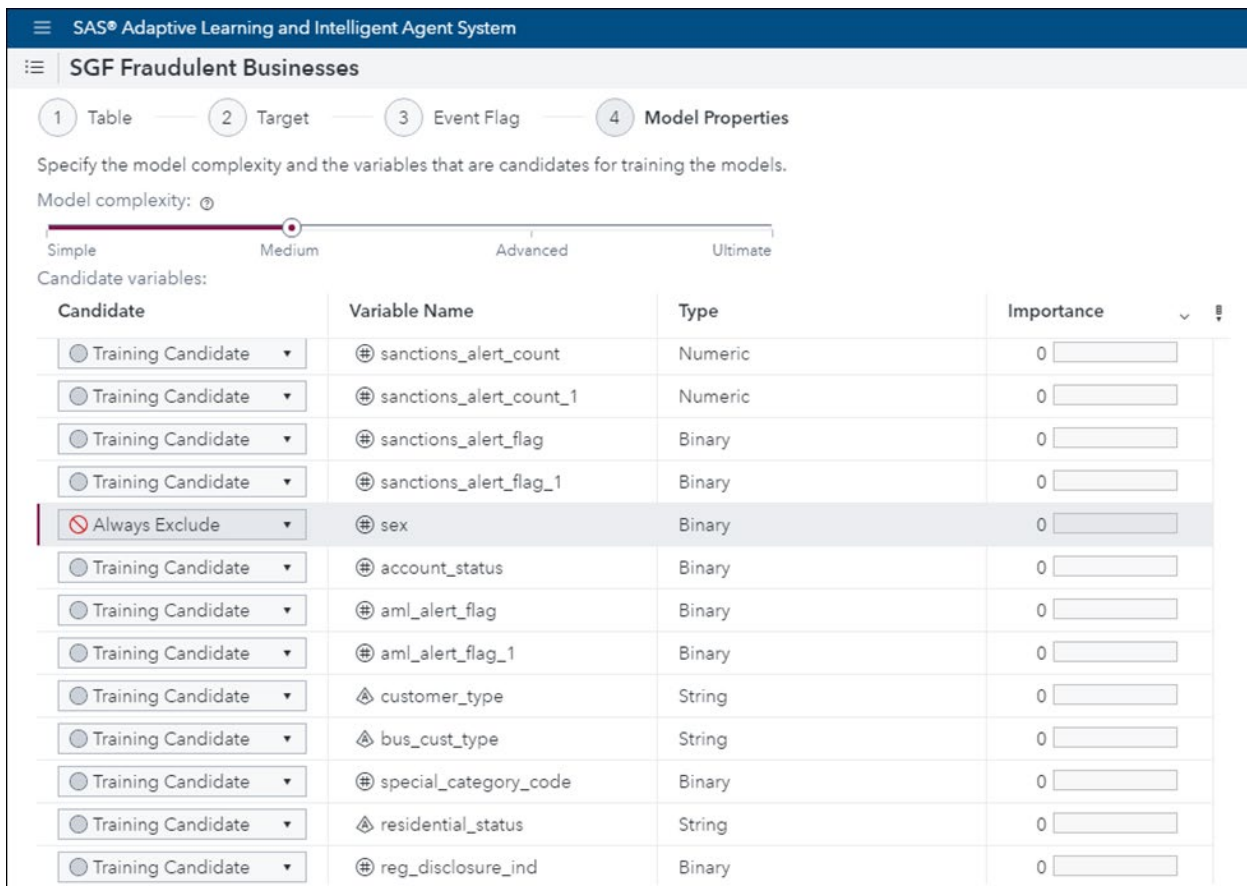 SAS® Adaptive Learning and Intelligent Agent System
SGF Fraudulent Businesses
1 Table 2 Target 3 Event Flag 4 Model Properties
Specify the model complexity and the variables that are candidates for training the models.
Model complexity:
Simple Medium Advanced Ultimate
Candidate variables:
Candidate Variable Name Type Importance
Training Candidate sanctions_alert_count Numeric 0
Training Candidate sanctions_alert_count_1 Numeric 0
Training Candidate sanctions_alert_flag Binary 0
Training Candidate sanctions_alert_flag_1 Binary 0
Always Exclude sex Binary 0
Training Candidate account_status Binary 0
Training Candidate aml_alert_flag Binary 0
Training Candidate aml_alert_flag_1 Binary 0
Training Candidate customer_type String 0
Training Candidate bus_cust_type String 0
Training Candidate special_category_code Binary 0
Training Candidate residential_status String 0
Training Candidate reg_disclosure_ind Binary 0